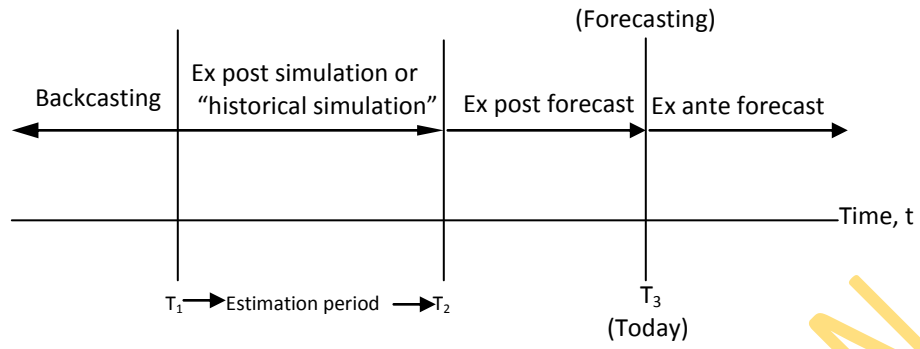 (Forecasting)
Ex post simulation or
Backcasting
“historical simulation”
Ex post forecast
Ex ante forecast
Time, t
T1
Estimation period
T2
T3
(Today)